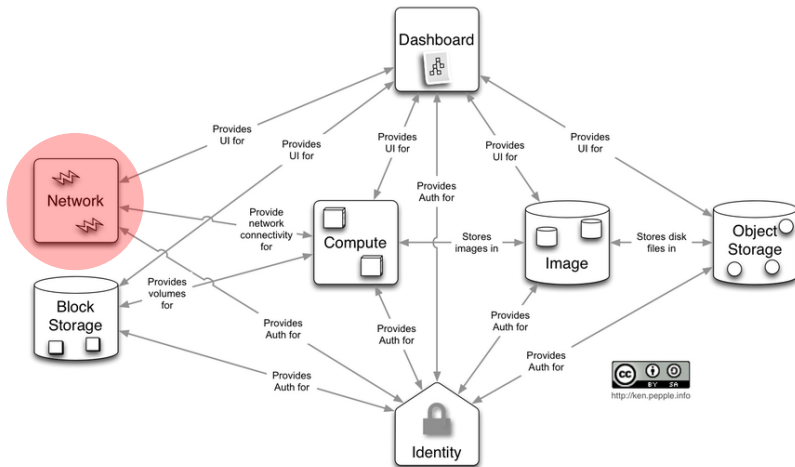 Dashboard
Provides
UI for
Provides
UI for
Provides
UI for
Provides
UI for
Provides
UI for
Provides
Auth for
Network
Provide
network
connectivity
for
Compute
Stores
images in
Image
Stores disk
files in
Object
Storage
Block
Storage
Provides
volumes
for
Provides
Auth for
Provides
Auth for
Provides
Auth for
Provides
Auth for
Provides
Auth for
Identity
cc
BY SA
http://ken.pepple.info